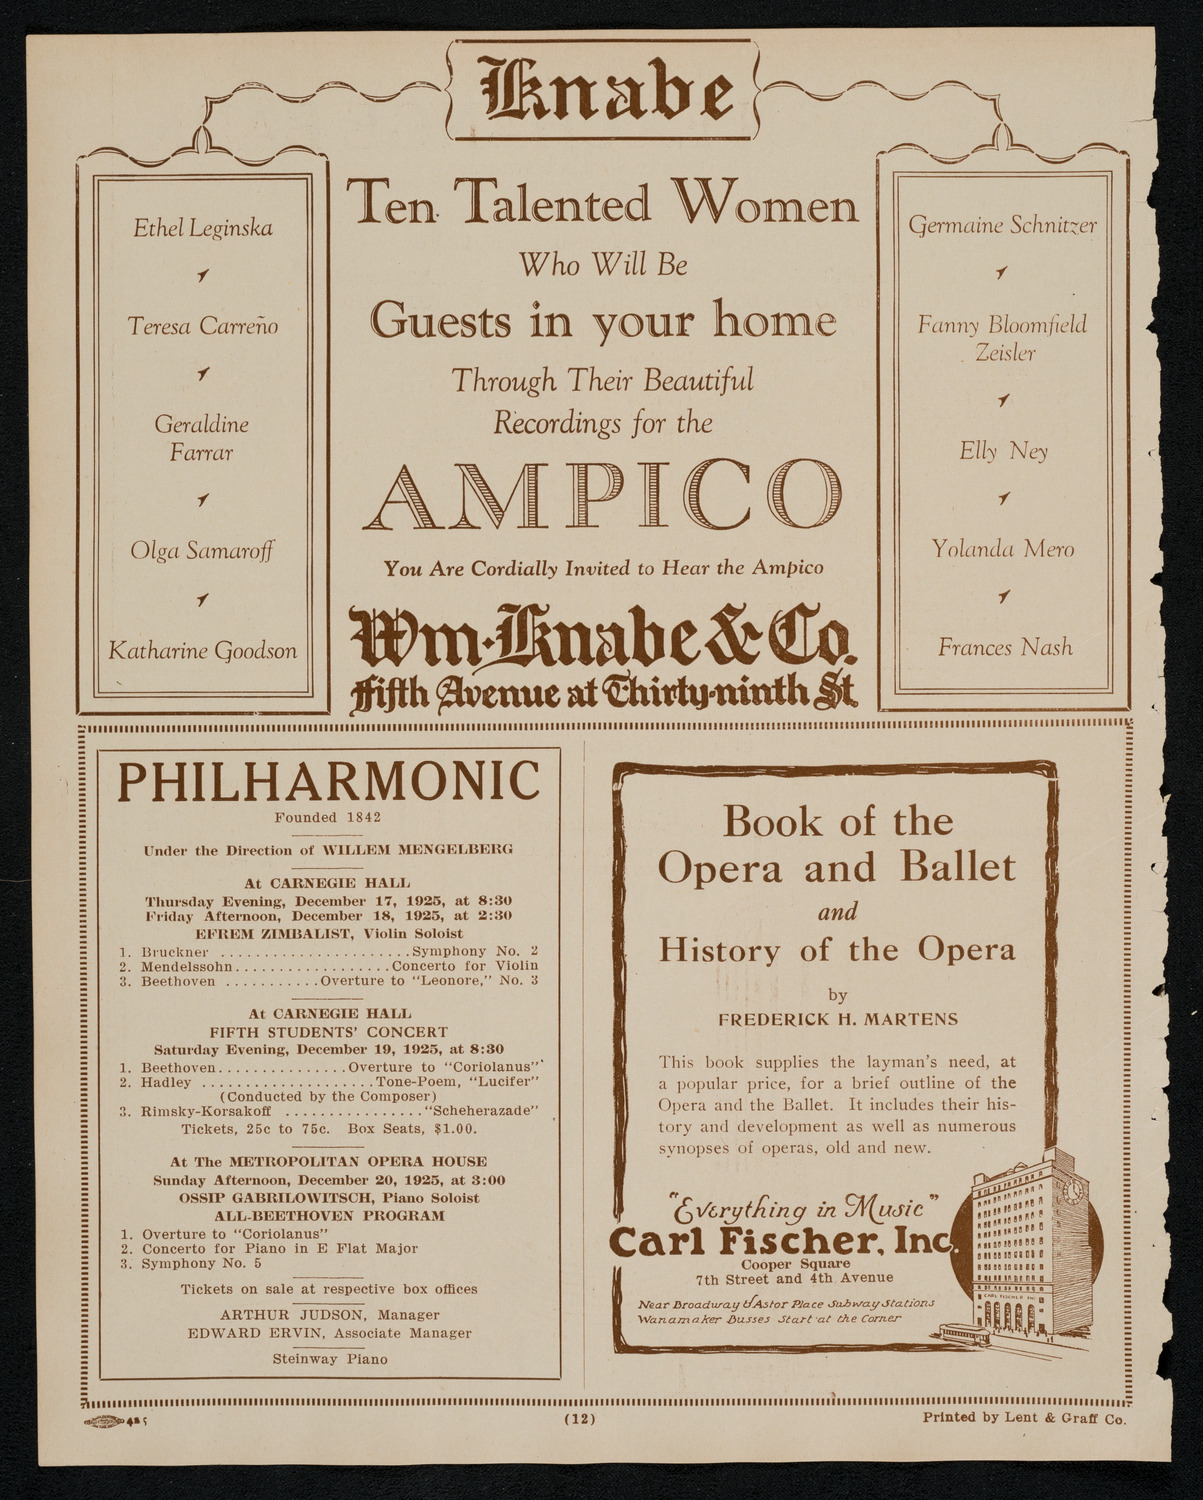 Knabe
Ethel Leginska
Teresa Carreño
Geraldine
Farrar
Olga Samaroff
Katharine Goodson
Ten Talented Women
Who Will Be
Guests in your home
Through Their Beautiful
Recordings for the
AMPICO
You Are Cordially Invited to Hear the Ampico
Wm. Knabe & Co.
Fifth Avenue at Thirty-ninth St.
Germaine Schnitzer
Fanny Bloomfield
Zeisler
Elly Ney
Yolanda Mero
Frances Nash
PHILHARMONIC
Founded 1842
Under the Direction of WILLEM MENGELBERG
At CARNEGIE HALL
Thursday Evening, December 17, 1925, at 8:30
Friday Afternoon, December 18, 1925, at 2:30
EFREM ZIMBALIST, Violin Soloist
1. Bruckner ......................Symphony No. 2
2. Mendelssohn...................Concerto for Violin
3. Beethoven ...........Overture to "Leonore," No. 3
At CARNEGIE HALL
FIFTH STUDENTS' CONCERT
Saturday Evening, December 19, 1925, at 8:30
1. Beethoven...............Overture to "Coriolanus"
2. Hadley ....................Tone-Poem, "Lucifer"
(Conducted by the Composer)
3. Rimsky-Korsakoff ................"Scheherazade"
Tickets, 25c to 75c. Box Seats, $1.00.
At The METROPOLITAN OPERA HOUSE
Sunday Afternoon, December 20, 1925, at 3:00
OSSIP GABRILOWITSCH, Piano Soloist
ALL-BEETHOVEN PROGRAM
1. Overture to "Coriolanus"
2. Concerto for Piano in E Flat Major
3. Symphony No. 5
Tickets on sale at respective box offices
ARTHUR JUDSON, Manager
EDWARD ERVIN, Associate Manager
Steinway Piano
Book of the
Opera and Ballet
and
History of the Opera
by
FREDERICK H. MARTENS
This book supplies the layman's need, at
a popular price, for a brief outline of the
Opera and the Ballet. It includes their his-
tory and development as well as numerous
synopses of operas, old and new.
"Everything in Music"
Carl Fischer, Inc.
Cooper Square
7th Street and 4th Avenue
Near Broadway & Astor Place Subway Stations
Wanamaker Busses Start at the Corner
CARL FISCHER INC
(12)
Printed by Lent & Graff Co.